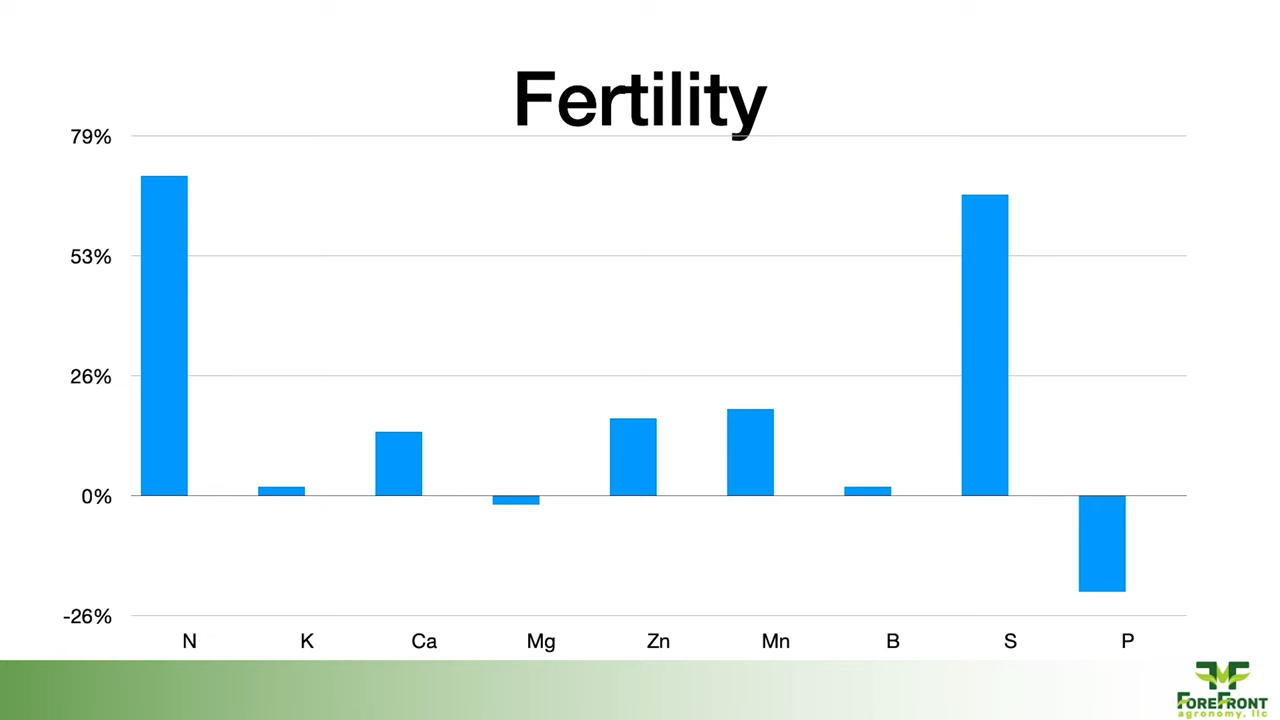 Fertility
79%
53%
26%
0%
-26%
N K Ca Mg Zn Mn B S P
FOREFRONT
agronomy, llc